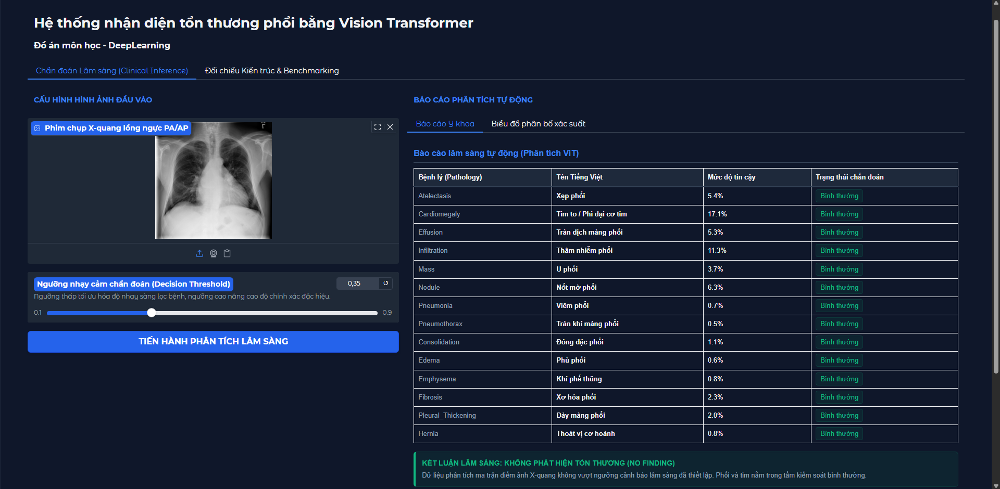 Hệ thống nhận diện tổn thương phổi bằng Vision Transformer
Đồ án môn học - DeepLearning
Chẩn đoán Lâm sàng (Clinical Inference)
Đối chiếu Kiến trúc & Benchmarking
CẤU HÌNH HÌNH ẢNH ĐẦU VÀO
Phim chụp X-quang lồng ngực PA/AP
Ngưỡng nhạy cảm chẩn đoán (Decision Threshold)
0,35
Ngưỡng thấp tối ưu hóa độ nhạy sàng lọc bệnh, ngưỡng cao nâng cao độ chính xác đặc hiệu.
0.1
0.9
TIẾN HÀNH PHÂN TÍCH LÂM SÀNG
BÁO CÁO PHÂN TÍCH TỰ ĐỘNG
Báo cáo Y khoa
Biểu đồ phân bố xác suất
Báo cáo lâm sàng tự động (Phân tích ViT)
Bệnh lý (Pathology) Tên Tiếng Việt Mức độ tin cậy Trạng thái chẩn đoán
Atelectasis Xẹp phổi 5.4% Bình thường
Cardiomegaly Tim to / Phì đại cơ tim 17.1% Bình thường
Effusion Tràn dịch màng phổi 5.3% Bình thường
Infiltration Thâm nhiễm phổi 11.3% Bình thường
Mass U phổi 3.7% Bình thường
Nodule Nốt mờ phổi 6.3% Bình thường
Pneumonia Viêm phổi 0.7% Bình thường
Pneumothorax Tràn khí màng phổi 0.5% Bình thường
Consolidation Đông đặc phổi 1.1% Bình thường
Edema Phù phổi 0.6% Bình thường
Emphysema Khí phế thũng 0.8% Bình thường
Fibrosis Xơ hóa phổi 2.3% Bình thường
Pleural_Thickening Dày màng phổi 2.0% Bình thường
Hernia Thoát vị cơ hoành 0.8% Bình thường
KẾT LUẬN LÂM SÀNG: KHÔNG PHÁT HIỆN TỔN THƯƠNG (NO FINDING)
Dữ liệu phân tích ma trận điểm ảnh X-quang không vượt ngưỡng cảnh báo lâm sàng đã thiết lập. Phổi và tim nằm trong tầm kiểm soát bình thường.